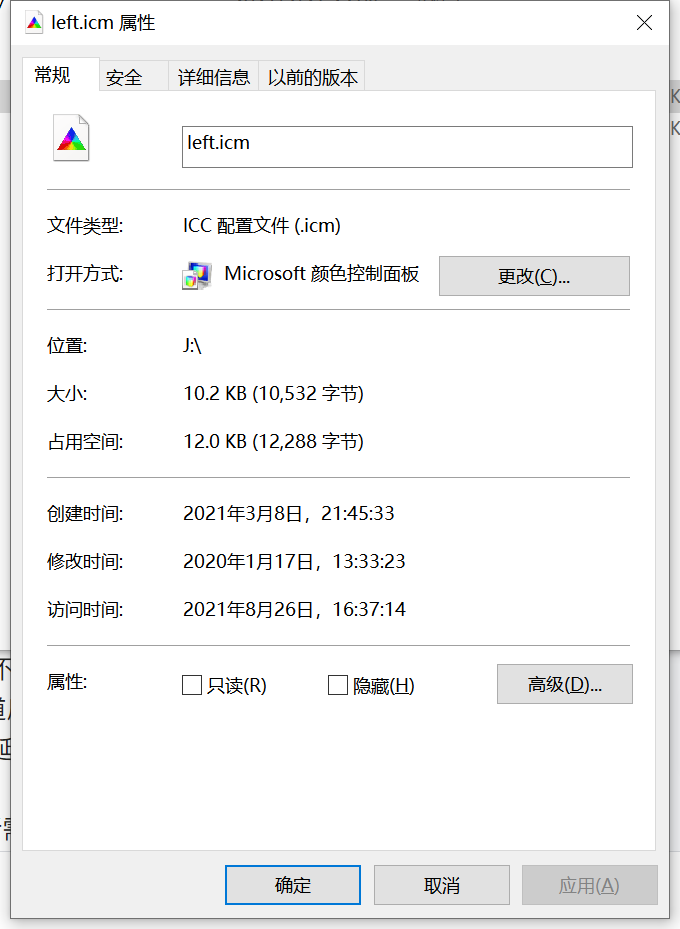 left.icm 属性
常规 安全 详细信息 以前的版本
left.icm
文件类型: ICC 配置文件 (.icm)
打开方式: Microsoft 颜色控制面板 更改(C)...
位置: J:\
大小: 10.2 KB (10,532 字节)
占用空间: 12.0 KB (12,288 字节)
创建时间: 2021年3月8日，21:45:33
修改时间: 2020年1月17日，13:33:23
访问时间: 2021年8月26日，16:37:14
属性: 只读(R) 隐藏(H) 高级(D)...
确定 取消 应用(A)